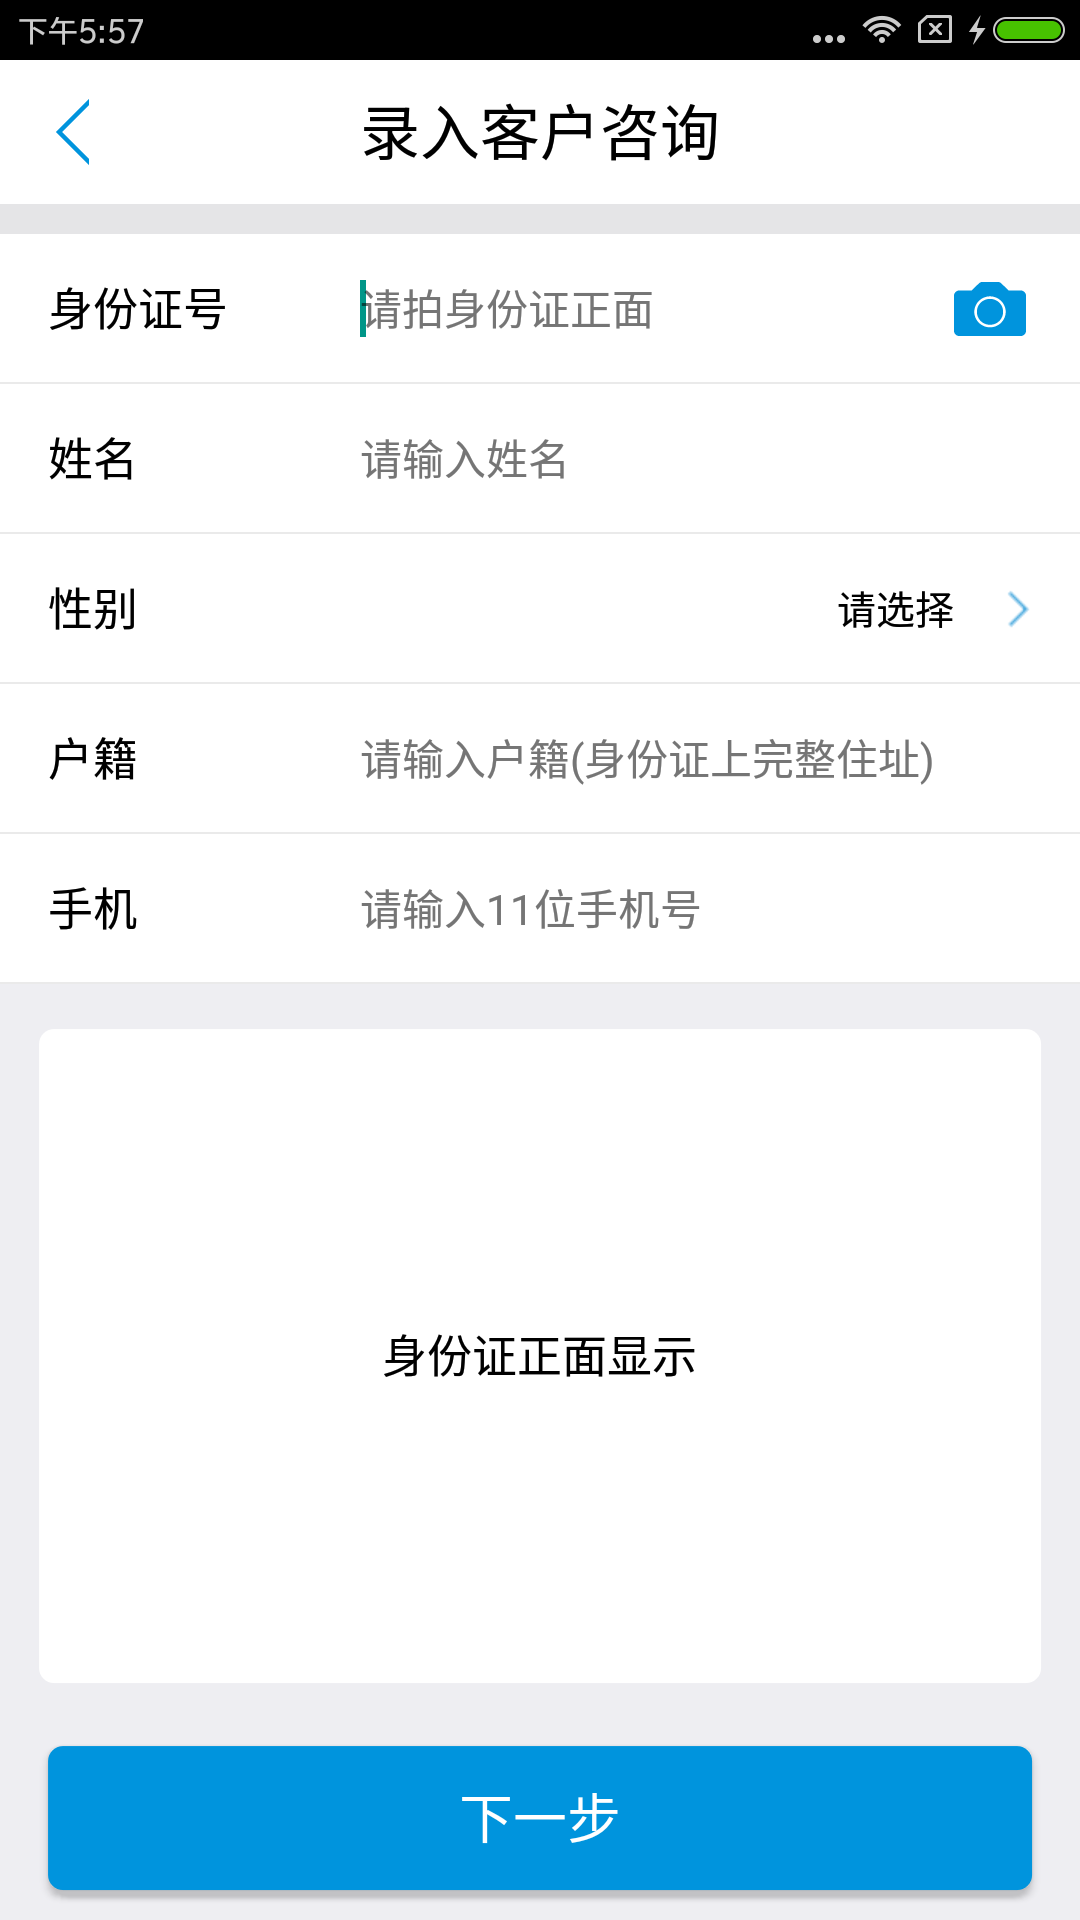 下午5:57
录入客户咨询
身份证号 请拍身份证正面
姓名 请输入姓名
性别 请选择
户籍 请输入户籍(身份证上完整住址)
手机 请输入11位手机号
身份证正面显示
下一步